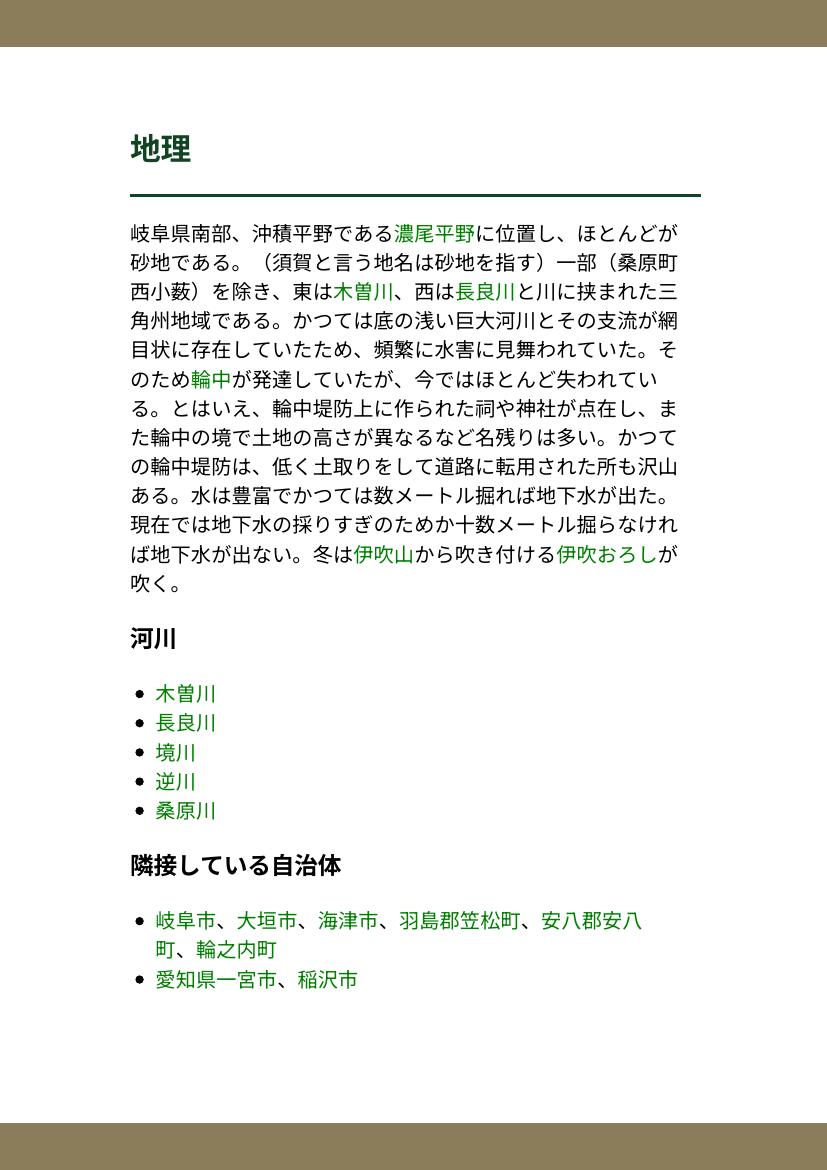 地理
岐阜県南部、沖積平野である濃尾平野に位置し、ほとんどが
砂地である。（須賀と言う地名は砂地を指す）一部（桑原町
西小薮）を除き、東は木曽川、西は長良川と川に挟まれた三
角州地域である。かつては底の浅い巨大河川とその支流が網
目状に存在していたため、頻繁に水害に見舞われていた。そ
のため輪中が発達していたが、今ではほとんど失われてい
る。とはいえ、輪中堤防上に作られた祠や神社が点在し、ま
た輪中の境で土地の高さが異なるなど名残りは多い。かつて
の輪中堤防は、低く土取りをして道路に転用された所も沢山
ある。水は豊富でかつては数メートル掘れば地下水が出た。
現在では地下水の採りすぎのためか十数メートル掘らなけれ
ば地下水が出ない。冬は伊吹山から吹き付ける伊吹おろしが
吹く。
河川
• 木曽川
• 長良川
• 境川
• 逆川
• 桑原川
隣接している自治体
• 岐阜市、大垣市、海津市、羽島郡笠松町、安八郡安八
町、輪之内町
• 愛知県一宮市、稲沢市